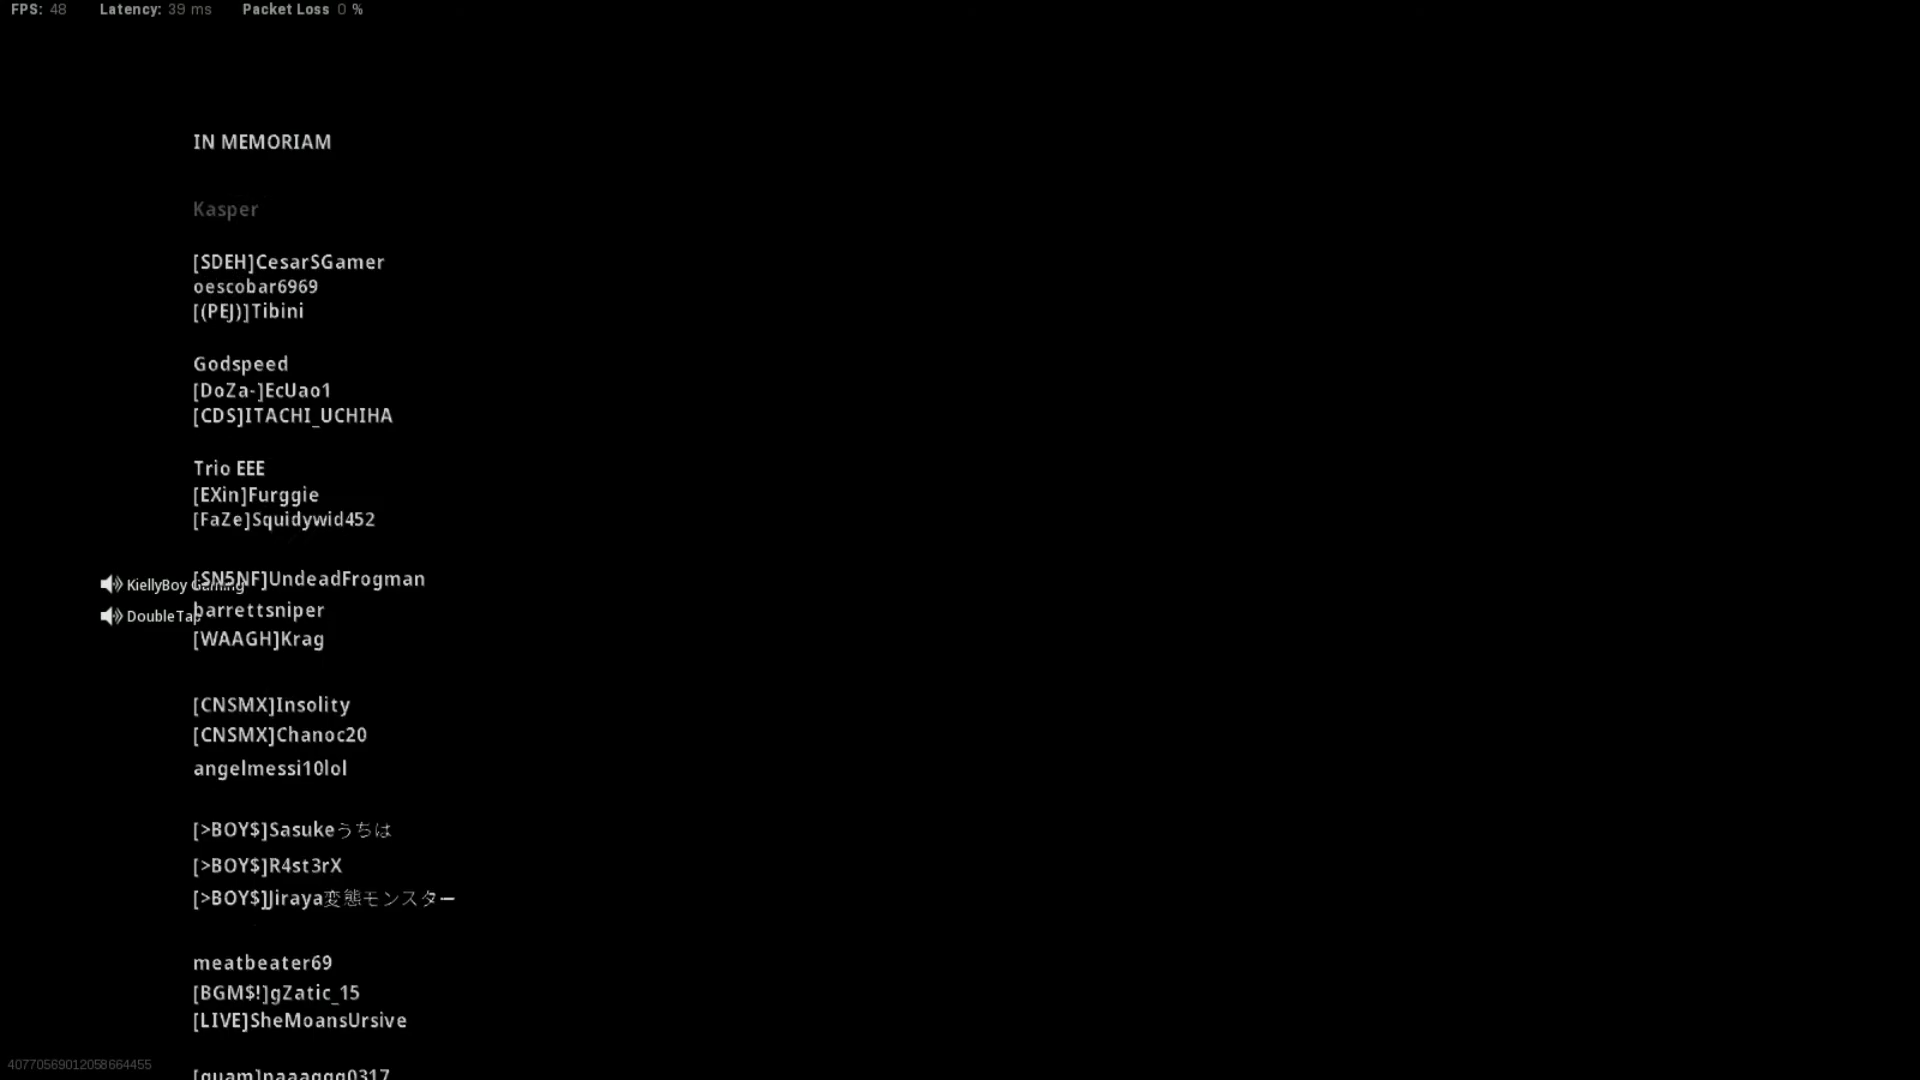 FPS: 48 Latency: 39 ms Packet Loss 0 %
IN MEMORIAM
Kasper
[SDEH]CesarSGamer
oescobar6969
[(PEJ)]Tibini
Godspeed
[DoZa-]EcUao1
[CDS]ITACHI_UCHIHA
Trio EEE
[EXin]Furggie
[FaZe]Squidywid452
[SN5NF]UndeadFrogman
KiellyBoy Gaming
barrettsniper
DoubleTap
[WAAGH]Krag
[CNSMX]Insolity
[CNSMX]Chanoc20
angelmessi10lol
[>BOY$]Sasukeうちは
[>BOY$]R4st3rX
[>BOY$]Jiraya変態モンスター
meatbeater69
[BGM$!]gZatic_15
[LIVE]SheMoansUrsive
40770569012058664455